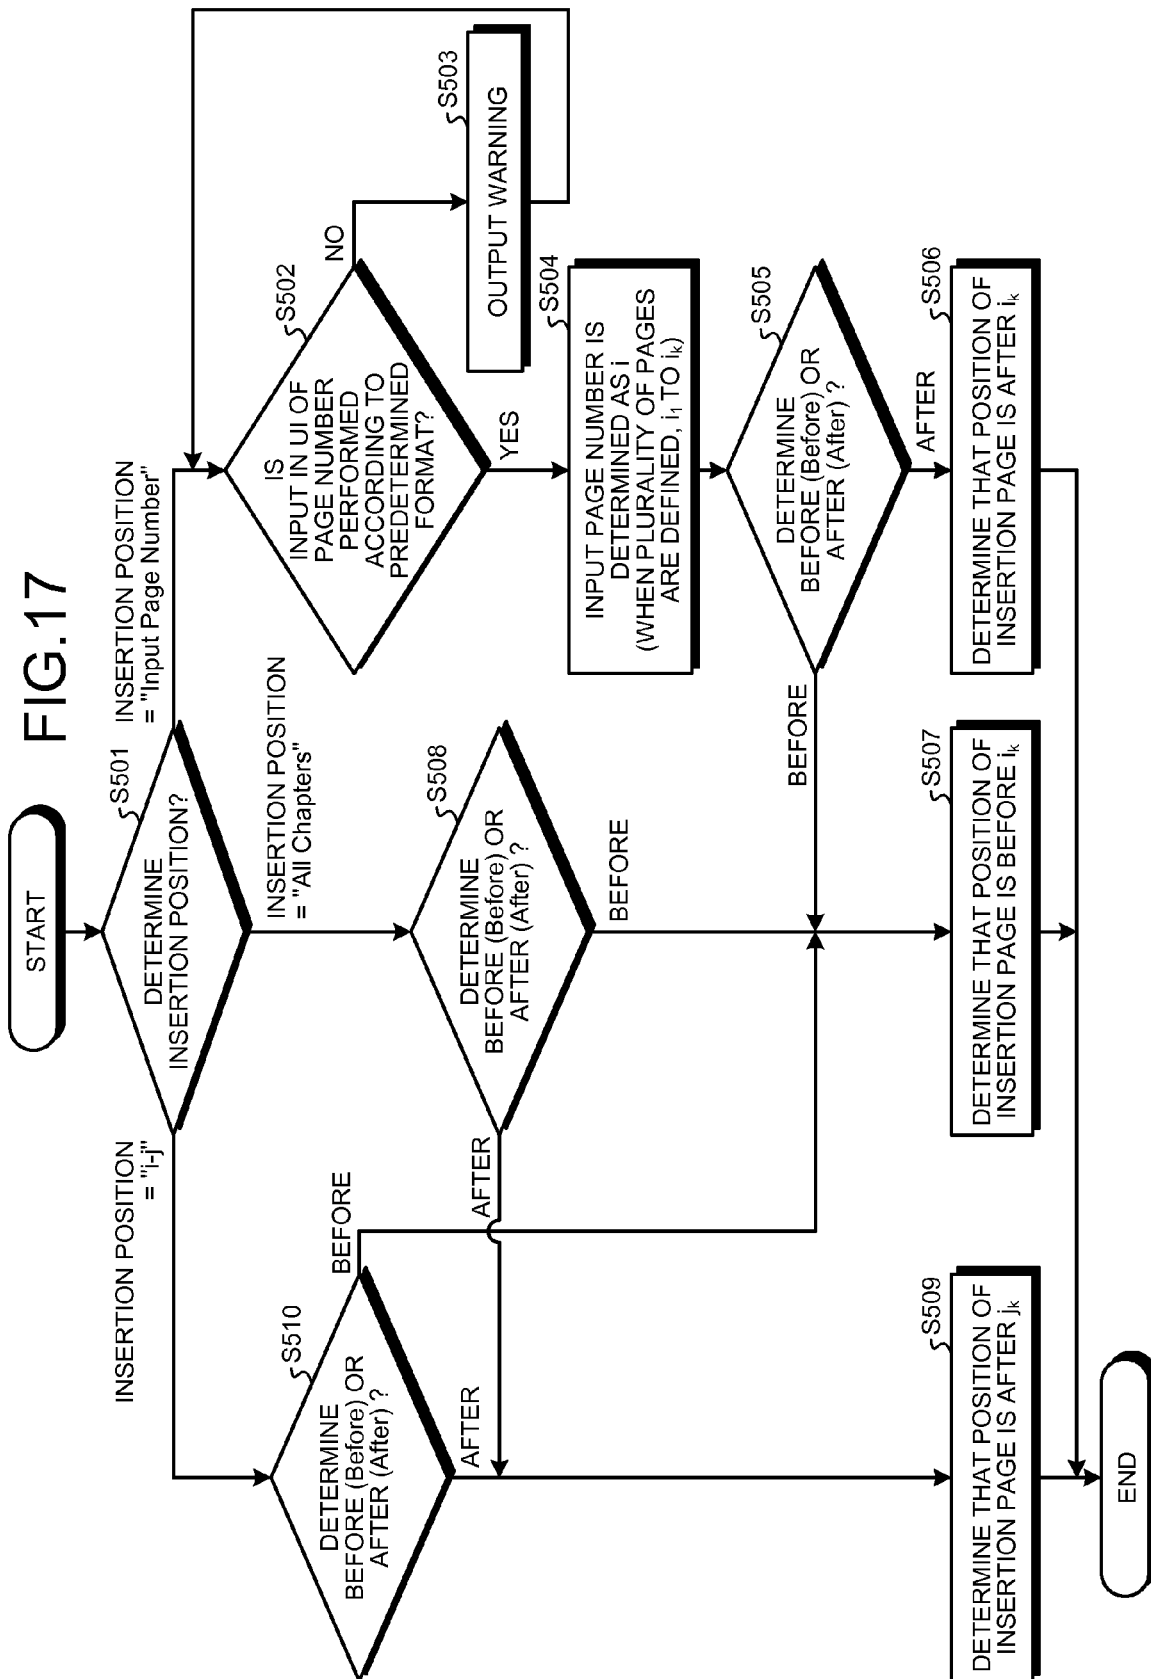 FIG.17
START
S501
DETERMINE
INSERTION POSITION?
INSERTION POSITION
= "i-j"
INSERTION POSITION
= "All Chapters"
INSERTION POSITION
= "Input Page Number"
S502
IS
INPUT IN UI OF
PAGE NUMBER
PERFORMED
ACCORDING TO
PREDETERMINED
FORMAT?
NO
YES
S503
OUTPUT WARNING
S504
INPUT PAGE NUMBER IS
DETERMINED AS i
(WHEN PLURALITY OF PAGES
ARE DEFINED, i₁ TO iₖ)
S505
DETERMINE
BEFORE (Before) OR
AFTER (After) ?
BEFORE
AFTER
S506
DETERMINE THAT POSITION OF
INSERTION PAGE IS AFTER iₖ
S508
DETERMINE
BEFORE (Before) OR
AFTER (After) ?
AFTER
BEFORE
S507
DETERMINE THAT POSITION OF
INSERTION PAGE IS BEFORE iₖ
S510
DETERMINE
BEFORE (Before) OR
AFTER (After) ?
BEFORE
AFTER
S509
DETERMINE THAT POSITION OF
INSERTION PAGE IS AFTER jₖ
END